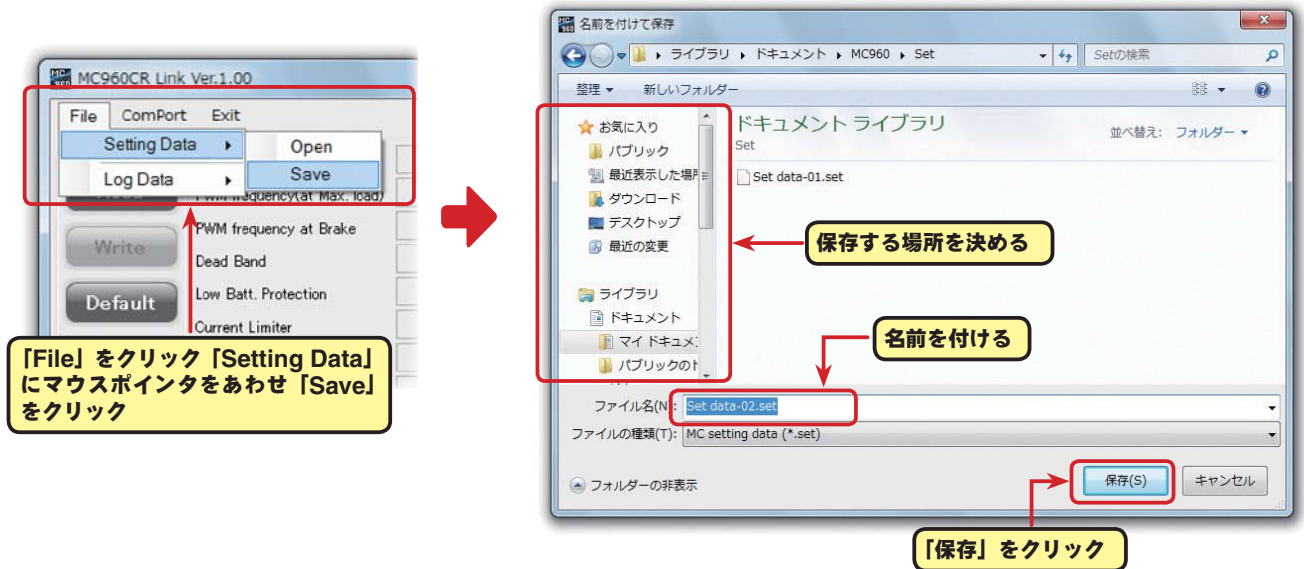 MC960CR Link Ver.1.00
File ComPort Exit
Setting Data
Open
Save
Log Data
PWM frequency(at Max. load)
PWM frequency at Brake
Write
Dead Band
Default
Low Batt. Protection
Current Limiter
「File」をクリック「Setting Data」
にマウスポインタをあわせ「Save」
をクリック
名前を付けて保存
ライブラリ ドキュメント MC960 Set
Setの検索
整理 新しいフォルダー
お気に入り
パブリック
最近表示した場所
ダウンロード
デスクトップ
最近の変更
ライブラリ
ドキュメント
マイ ドキュメ
パブリックのド
ドキュメント ライブラリ
Set
並べ替え: フォルダー
Set data-01.set
保存する場所を決める
名前を付ける
ファイル名(N): Set data-02.set
ファイルの種類(T): MC setting data (*.set)
フォルダーの非表示
保存(S)
キャンセル
「保存」をクリック